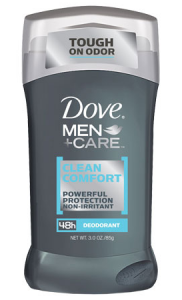 TOUGH
ON ODOR
Dove
MEN
+CARE
CLEAN
COMFORT
POWERFUL
PROTECTION
NON-IRRITANT
48h DEODORANT
NET WT. 3.0 OZ/85g